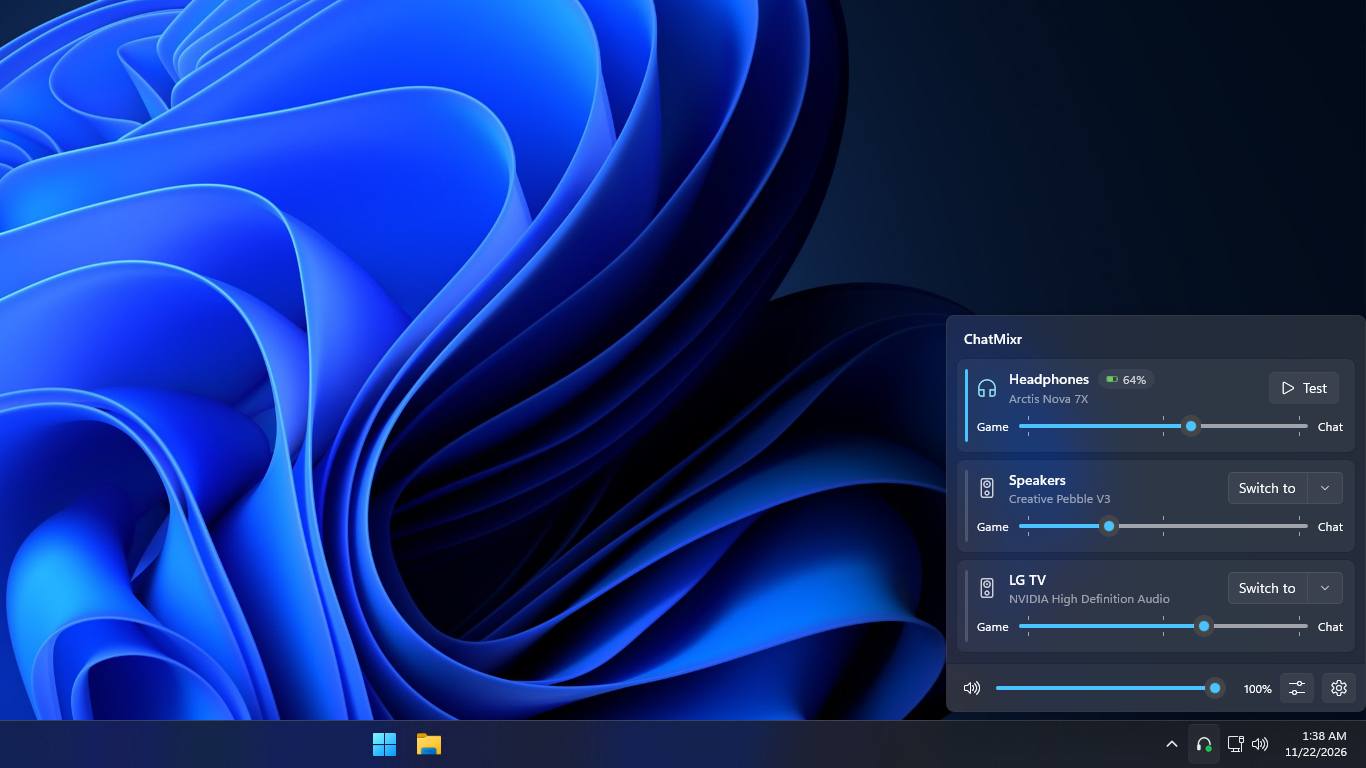 ChatMixr
Headphones 64%
Arctis Nova 7X
Test
Game Chat
Speakers
Creative Pebble V3
Switch to
Game Chat
LG TV
NVIDIA High Definition Audio
Switch to
Game Chat
100%
1:38 AM
11/22/2026